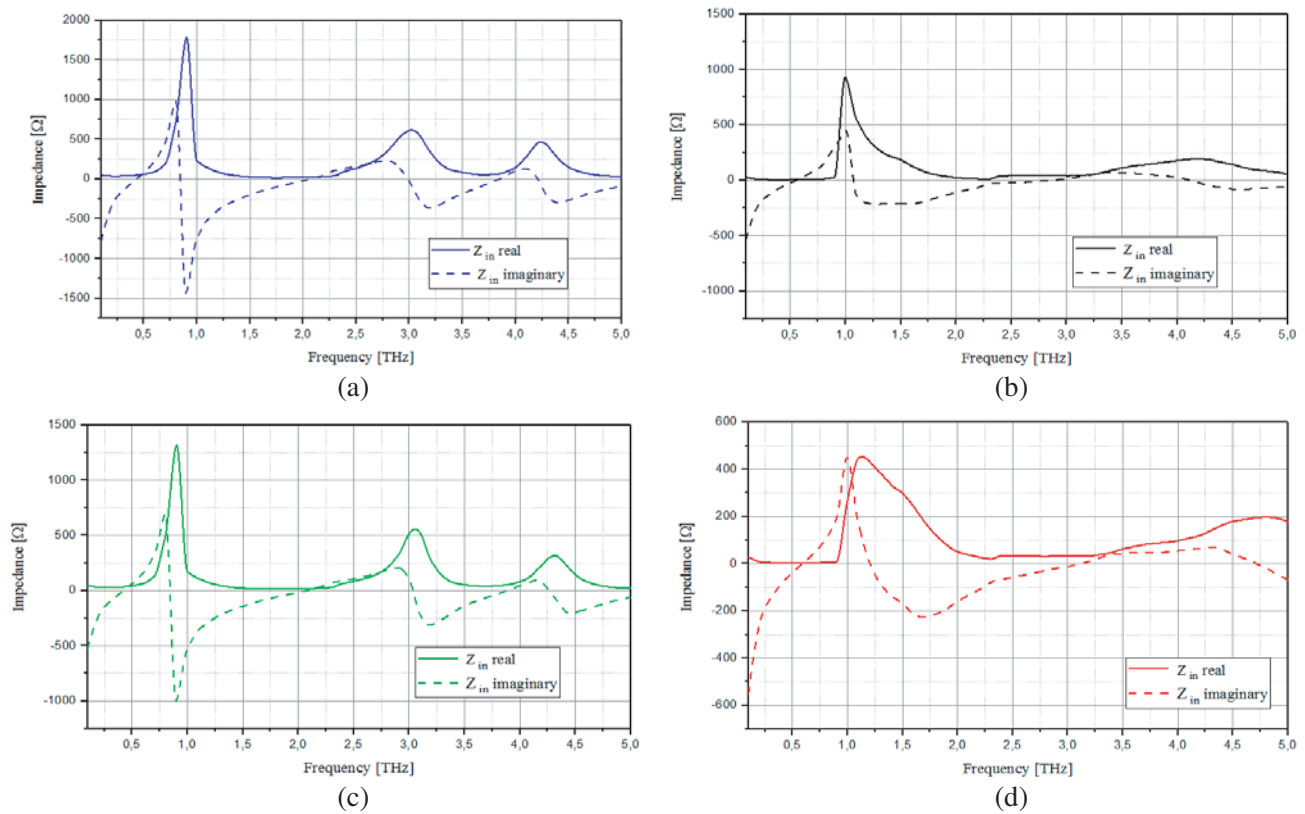 2000
1750
1500
1250
1000
750
500
250
0
-250
-500
-750
-1000
-1250
-1500
Impedance [Ω]
Z in real
Z in imaginary
0,5 1,0 1,5 2,0 2,5 3,0 3,5 4,0 4,5 5,0
Frequency [THz]
(a)
1500
1000
500
0
-500
-1000
Impedance [Ω]
Z in real
Z in imaginary
0,5 1,0 1,5 2,0 2,5 3,0 3,5 4,0 4,5 5,0
Frequency [THz]
(b)
1500
1000
500
0
-500
-1000
Impedance [Ω]
Z in real
Z in imaginary
0,5 1,0 1,5 2,0 2,5 3,0 3,5 4,0 4,5 5,0
Frequency [THz]
(c)
600
400
200
0
-200
-400
-600
Impedance [Ω]
Z in real
Z in imaginary
0,5 1,0 1,5 2,0 2,5 3,0 3,5 4,0 4,5 5,0
Frequency [THz]
(d)